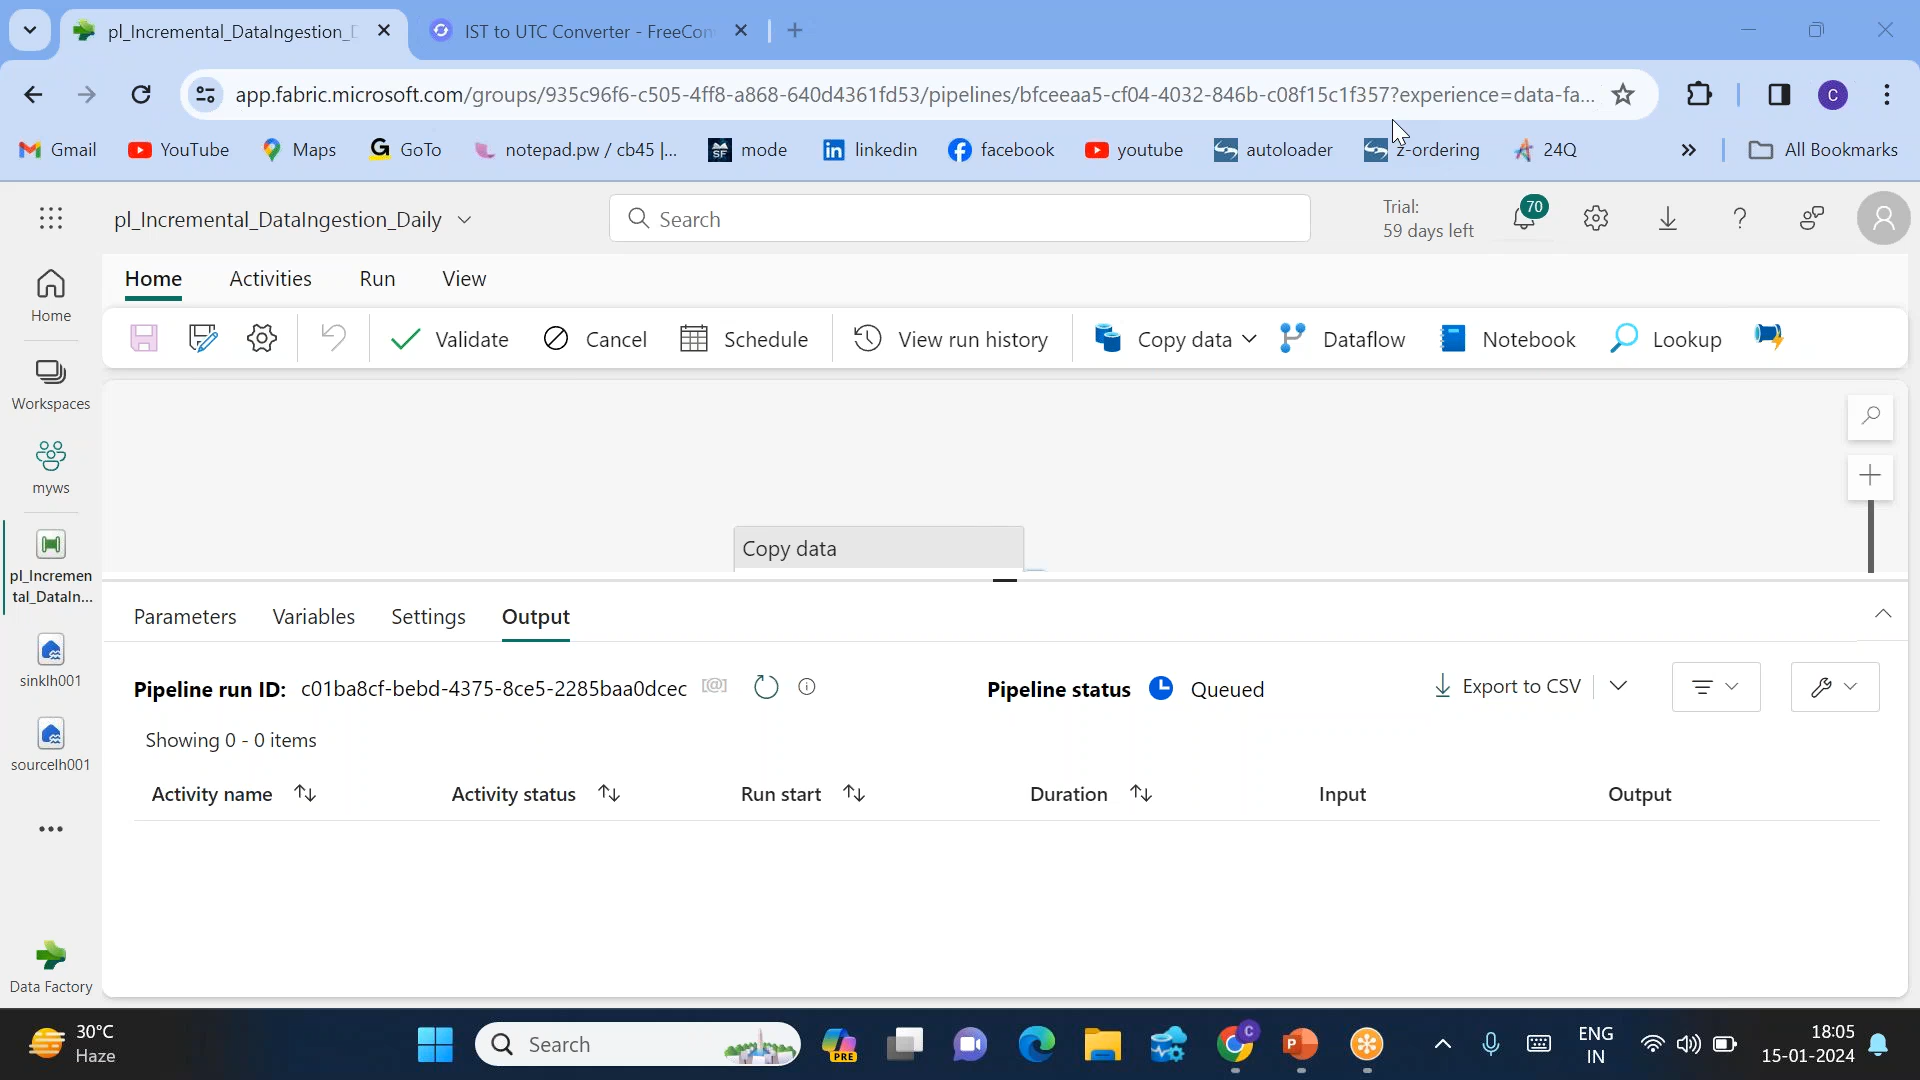 pl_Incremental_DataIngestion_D
IST to UTC Converter - FreeCon
app.fabric.microsoft.com/groups/935c96f6-c505-4ff8-a868-640d4361fd53/pipelines/bfceeaa5-cf04-4032-846b-c08f15c1f357?experience=data-fa...
C
Gmail
YouTube
Maps
GoTo
notepad.pw / cb45 |...
mode
linkedin
facebook
youtube
autoloader
z-ordering
24Q
All Bookmarks
pl_Incremental_DataIngestion_Daily
Search
Trial:
59 days left
70
Home
Activities
Run
View
Validate
Cancel
Schedule
View run history
Copy data
Dataflow
Notebook
Lookup
Home
Workspaces
myws
pl_Incremen
tal_DataIn...
sinklh001
sourcelh001
Data Factory
Copy data
Parameters
Variables
Settings
Output
Pipeline run ID: c01ba8cf-bebd-4375-8ce5-2285baa0dcec
Pipeline status
Queued
Export to CSV
Showing 0 - 0 items
Activity name
Activity status
Run start
Duration
Input
Output
30°C
Haze
Search
PRE
ENG
IN
18:05
15-01-2024